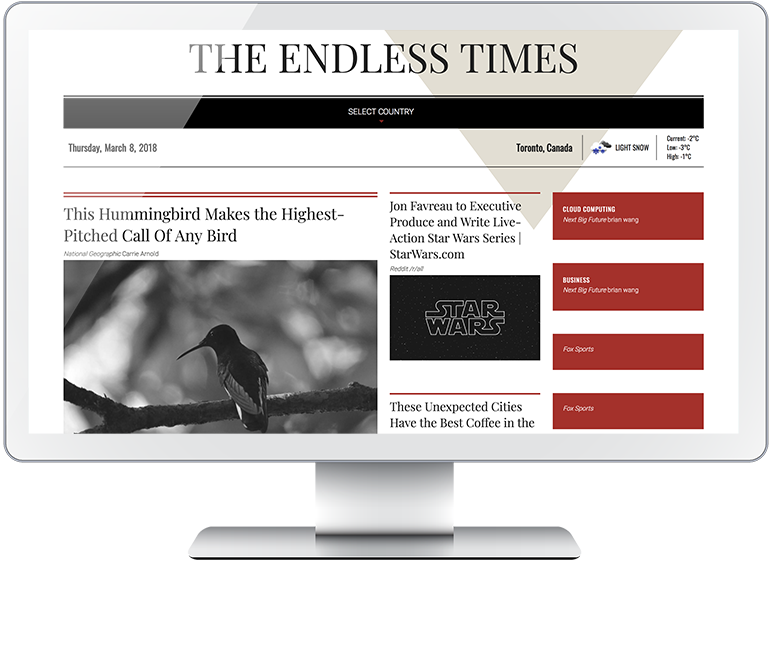 THE ENDLESS TIMES
SELECT COUNTRY
Thursday, March 8, 2018
Toronto, Canada
LIGHT SNOW
Current: -2°C
Low: -3°C
High: -1°C
This Hummingbird Makes the Highest-
Pitched Call Of Any Bird
National Geographic Carrie Arnold
Jon Favreau to Executive
Produce and Write Live-
Action Star Wars Series |
StarWars.com
Reddit /r/all
STAR
WARS
These Unexpected Cities
Have the Best Coffee in the
CLOUD COMPUTING
Next Big Future brian wang
BUSINESS
Next Big Future brian wang
Fox Sports
Fox Sports